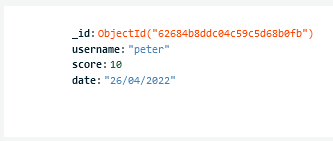 _id: ObjectId("62684b8ddc04c59c5d68b0fb")
username: "peter"
score: 10
date: "26/04/2022"